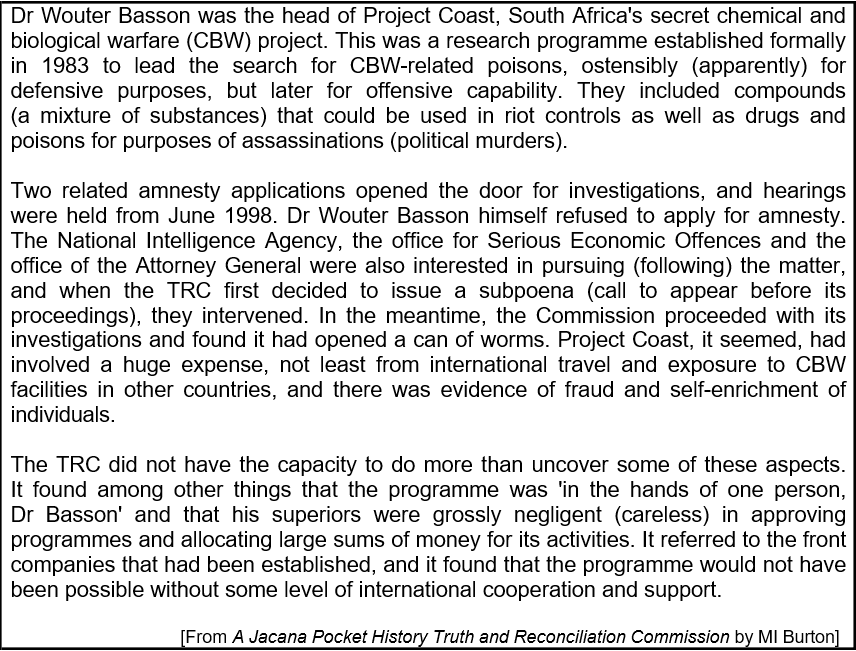 Dr Wouter Basson was the head of Project Coast, South Africa's secret chemical and
biological warfare (CBW) project. This was a research programme established formally
in 1983 to lead the search for CBW-related poisons, ostensibly (apparently) for
defensive purposes, but later for offensive capability. They included compounds
(a mixture of substances) that could be used in riot controls as well as drugs and
poisons for purposes of assassinations (political murders).
Two related amnesty applications opened the door for investigations, and hearings
were held from June 1998. Dr Wouter Basson himself refused to apply for amnesty.
The National Intelligence Agency, the office for Serious Economic Offences and the
office of the Attorney General were also interested in pursuing (following) the matter,
and when the TRC first decided to issue a subpoena (call to appear before its
proceedings), they intervened. In the meantime, the Commission proceeded with its
investigations and found it had opened a can of worms. Project Coast, it seemed, had
involved a huge expense, not least from international travel and exposure to CBW
facilities in other countries, and there was evidence of fraud and self-enrichment of
individuals.
The TRC did not have the capacity to do more than uncover some of these aspects.
It found among other things that the programme was 'in the hands of one person,
Dr Basson' and that his superiors were grossly negligent (careless) in approving
programmes and allocating large sums of money for its activities. It referred to the front
companies that had been established, and it found that the programme would not have
been possible without some level of international cooperation and support.
[From A Jacana Pocket History Truth and Reconciliation Commission by MI Burton]